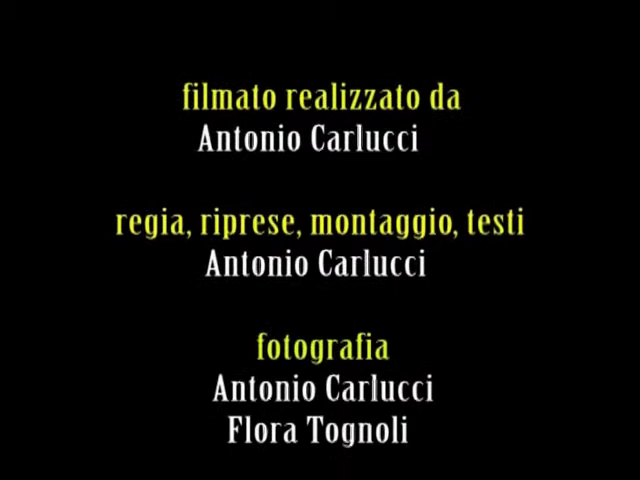 filmato realizzato da
Antonio Carlucci
regia, riprese, montaggio, testi
Antonio Carlucci
fotografia
Antonio Carlucci
Flora Tognoli